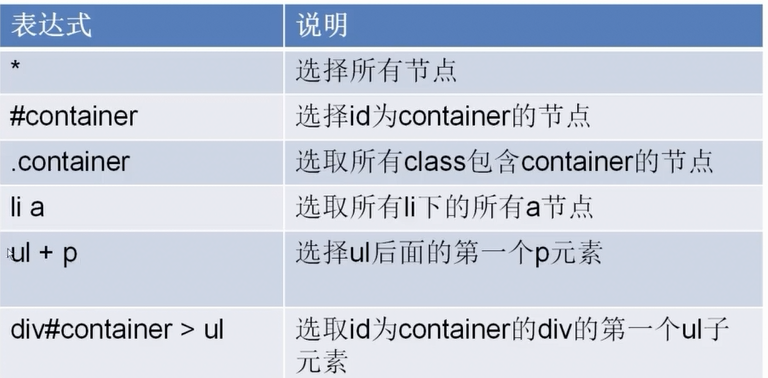 表达式 说明
* 选择所有节点
#container 选择id为container的节点
.container 选取所有class包含container的节点
li a 选取所有li下的所有a节点
ul + p 选择ul后面的第一个p元素
div#container > ul 选取id为container的div的第一个ul子
元素